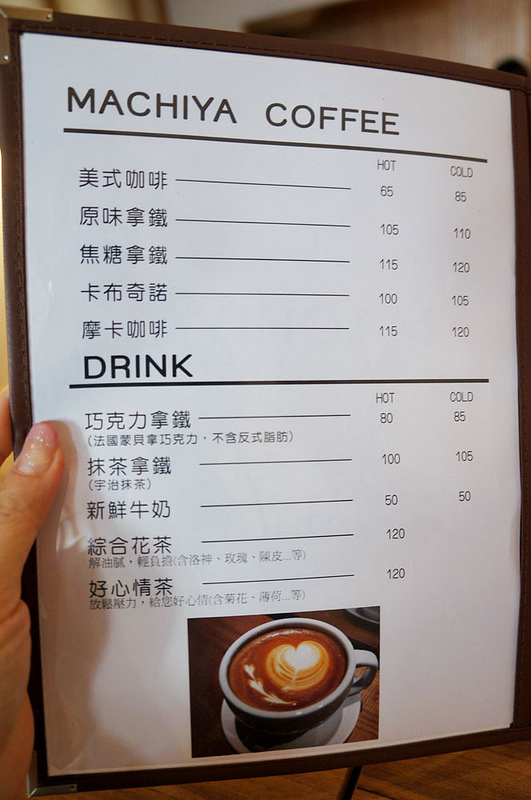 MACHIYA COFFEE
HOT COLD
美式咖啡 65 85
原味拿鐵 105 110
焦糖拿鐵 115 120
卡布奇諾 100 105
摩卡咖啡 115 120
DRINK
HOT COLD
巧克力拿鐵 80 85
(法國蒙貝拿巧克力，不含反式脂肪)
抹茶拿鐵 100 105
(宇治抹茶)
新鮮牛奶 50 50
綜合花茶 120
解油膩，輕負擔(含洛神、玫瑰、陳皮...等)
好心情茶 120
放鬆壓力，給您好心情(含菊花、薄荷...等)